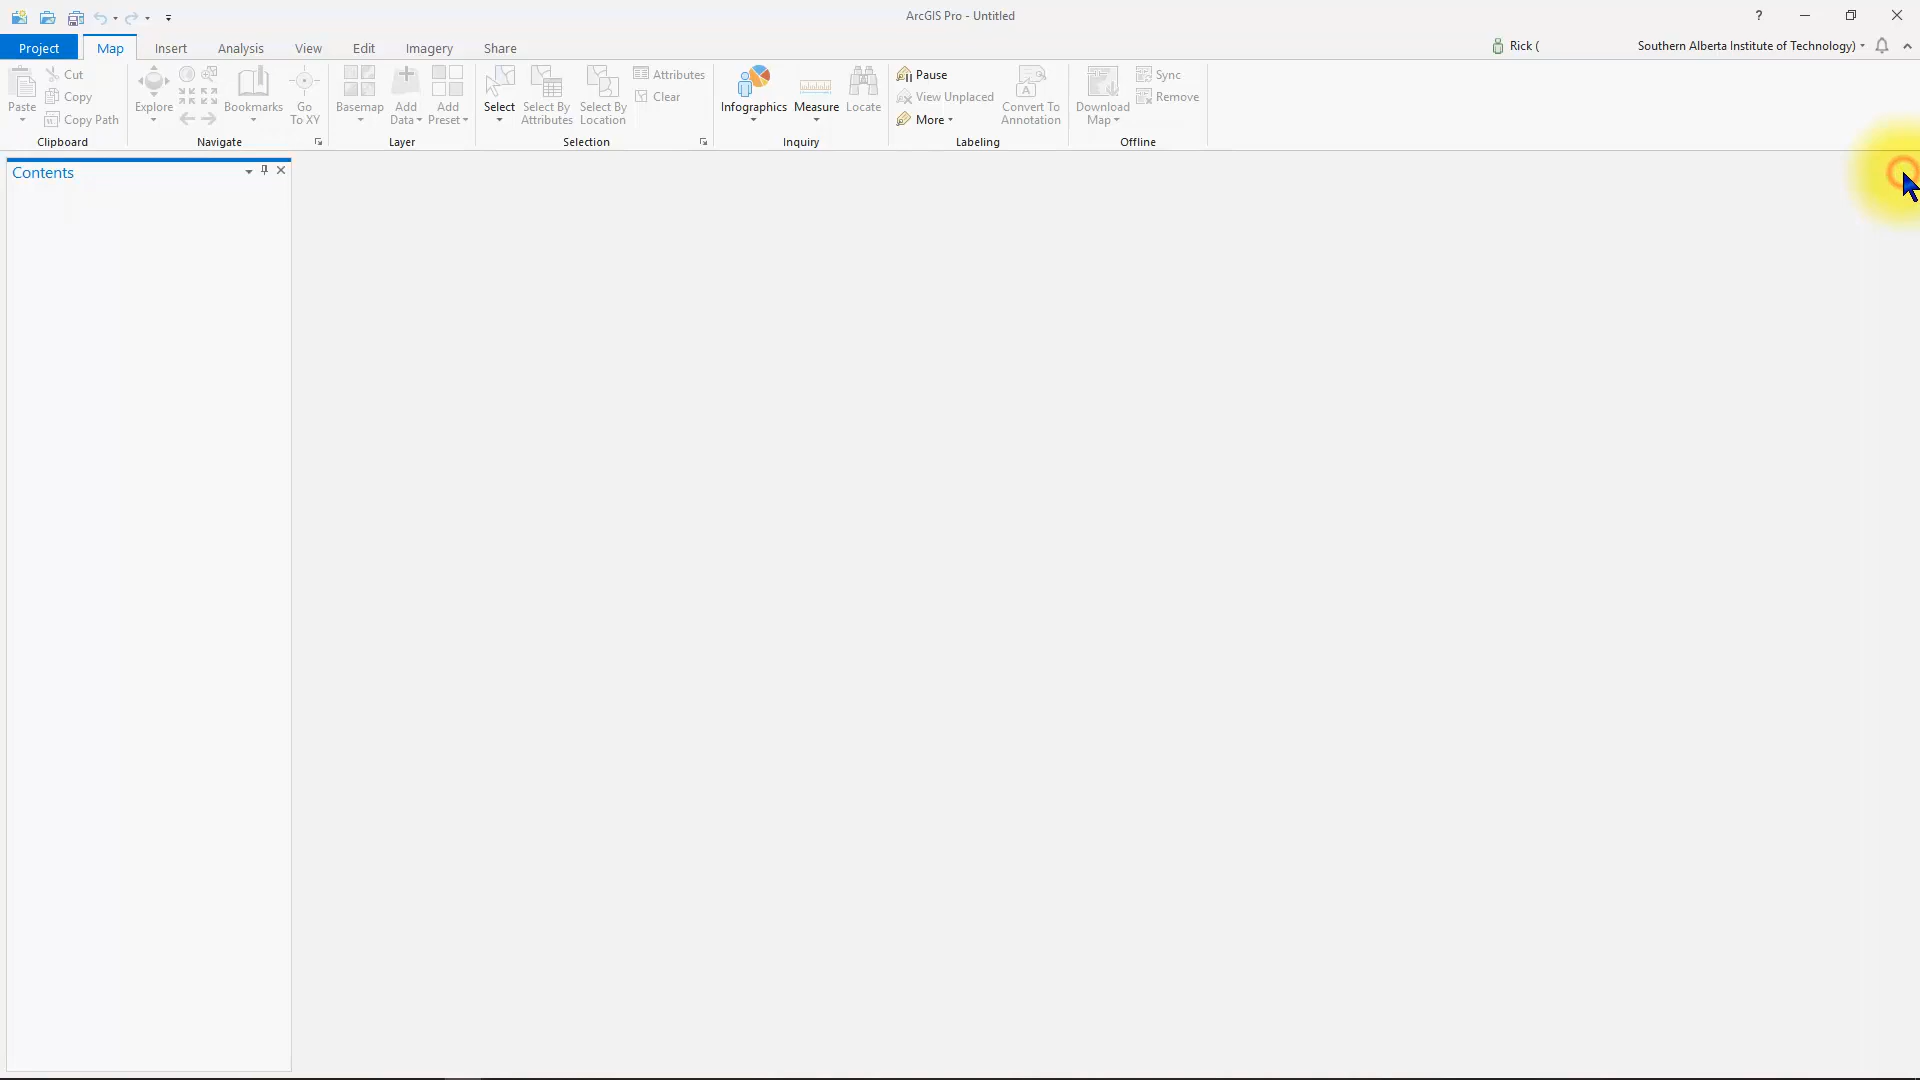 ArcGIS Pro - Untitled
?
Project Map Insert Analysis View Edit Imagery Share
Rick ( Southern Alberta Institute of Technology)
Paste
Cut
Copy
Copy Path
Clipboard
Explore
Bookmarks
Go
To XY
Navigate
Basemap
Add
Data
Add
Preset
Layer
Select
Select By
Attributes
Select By
Location
Attributes
Clear
Selection
Infographics
Measure
Locate
Inquiry
Pause
View Unplaced
More
Convert To
Annotation
Labeling
Download
Map
Sync
Remove
Offline
Contents